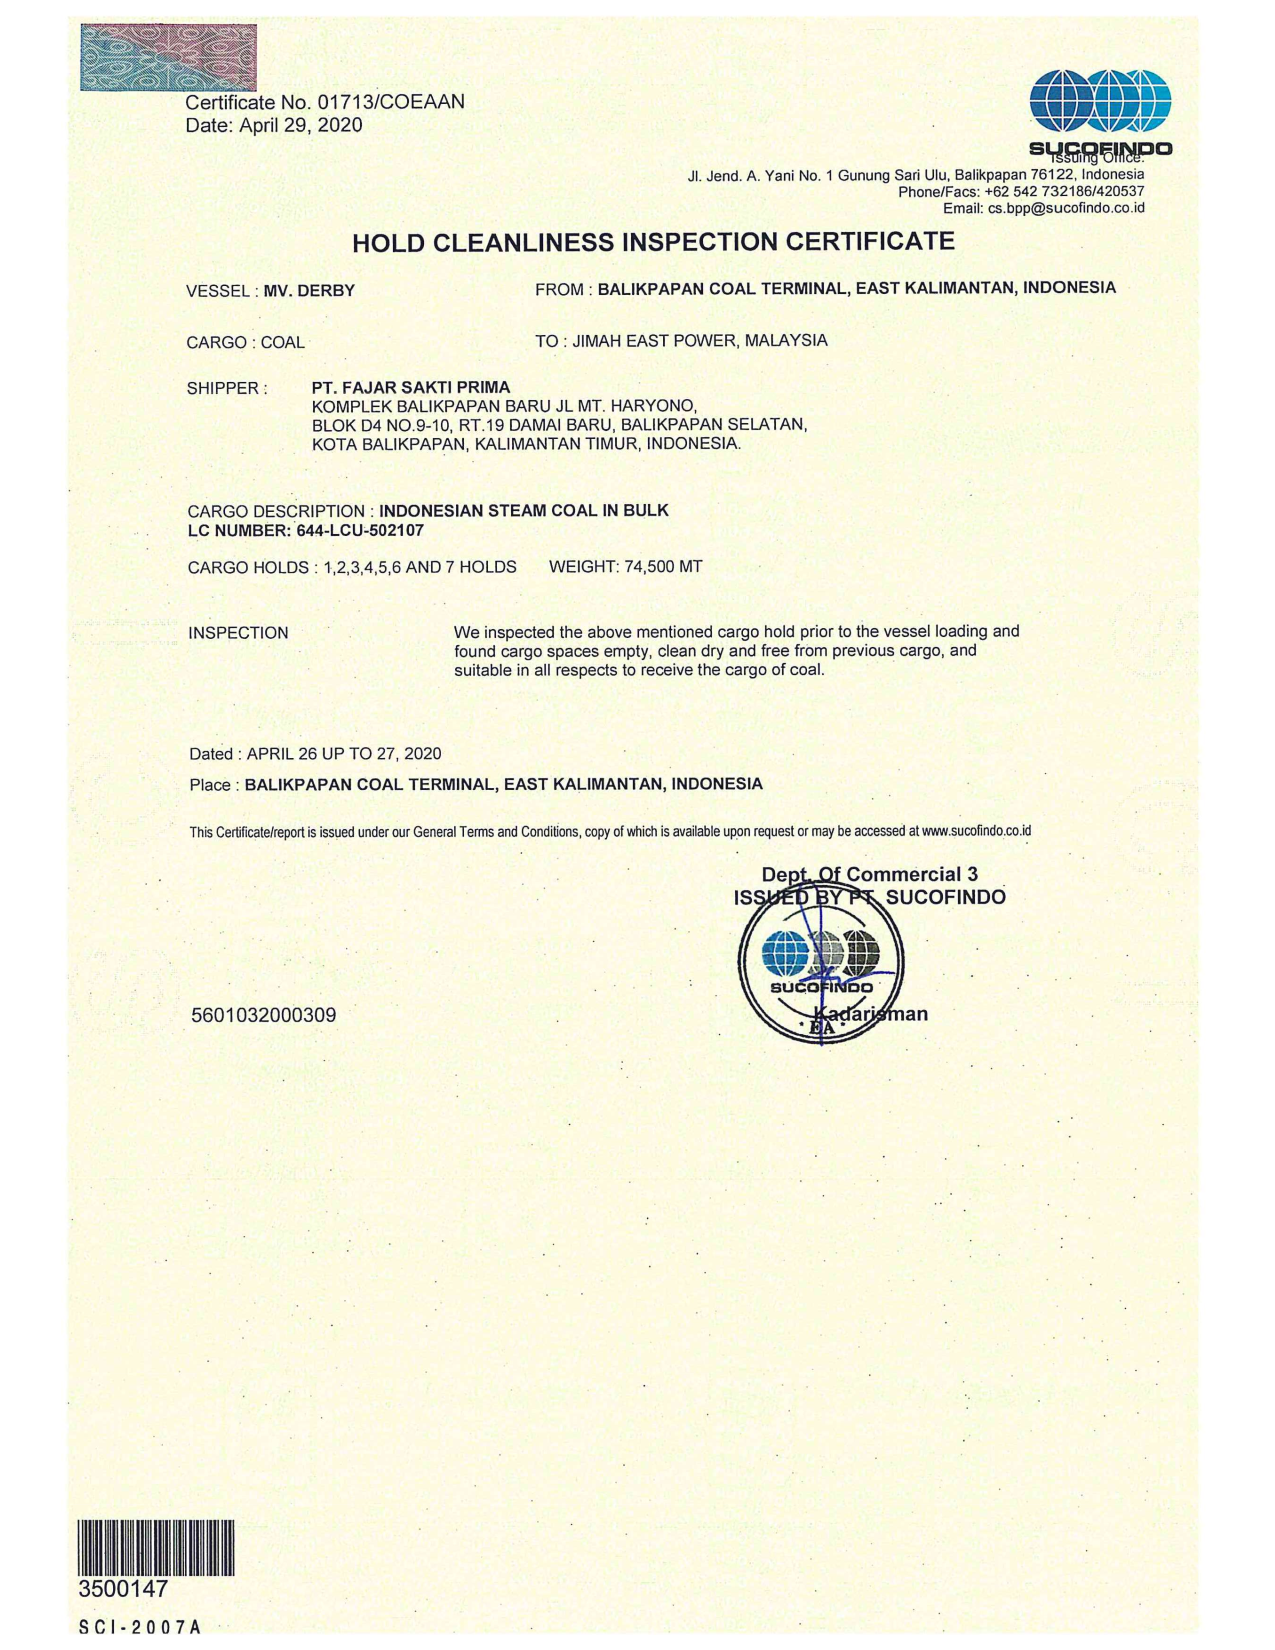 Certificate No. 01713/COEAAN
Date: April 29, 2020
SUCOFINDO
Issuing Office:
Jl. Jend. A. Yani No. 1 Gunung Sari Ulu, Balikpapan 76122, Indonesia
Phone/Facs: +62 542 732186/420537
Email: cs.bpp@sucofindo.co.id
HOLD CLEANLINESS INSPECTION CERTIFICATE
VESSEL : MV. DERBY FROM : BALIKPAPAN COAL TERMINAL, EAST KALIMANTAN, INDONESIA
CARGO : COAL TO : JIMAH EAST POWER, MALAYSIA
SHIPPER : PT. FAJAR SAKTI PRIMA
KOMPLEK BALIKPAPAN BARU JL MT. HARYONO,
BLOK D4 NO.9-10, RT.19 DAMAI BARU, BALIKPAPAN SELATAN,
KOTA BALIKPAPAN, KALIMANTAN TIMUR, INDONESIA.
CARGO DESCRIPTION : INDONESIAN STEAM COAL IN BULK
LC NUMBER: 644-LCU-502107
CARGO HOLDS : 1,2,3,4,5,6 AND 7 HOLDS WEIGHT: 74,500 MT
INSPECTION We inspected the above mentioned cargo hold prior to the vessel loading and
found cargo spaces empty, clean dry and free from previous cargo, and
suitable in all respects to receive the cargo of coal.
Dated : APRIL 26 UP TO 27, 2020
Place : BALIKPAPAN COAL TERMINAL, EAST KALIMANTAN, INDONESIA
This Certificate/report is issued under our General Terms and Conditions, copy of which is available upon request or may be accessed at www.sucofindo.co.id
Dept. Of Commercial 3
ISSUED BY PT. SUCOFINDO
SUCOFINDO
5601032000309 Kadarisman
* EA *
3500147
SCI-2007A